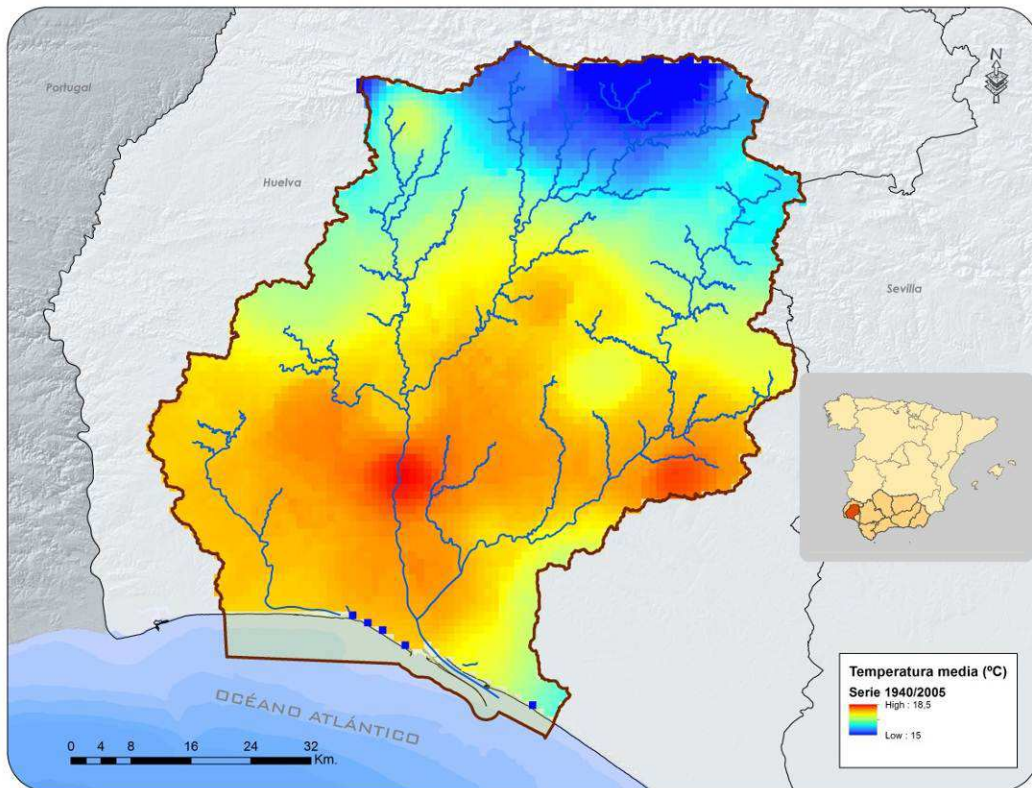 Portugal
N
Huelva
Sevilla
OCÉANO ATLÁNTICO
0 4 8 16 24 32
Km.
Temperatura media (ºC)
Serie 1940/2005
High : 18.5
Low : 15